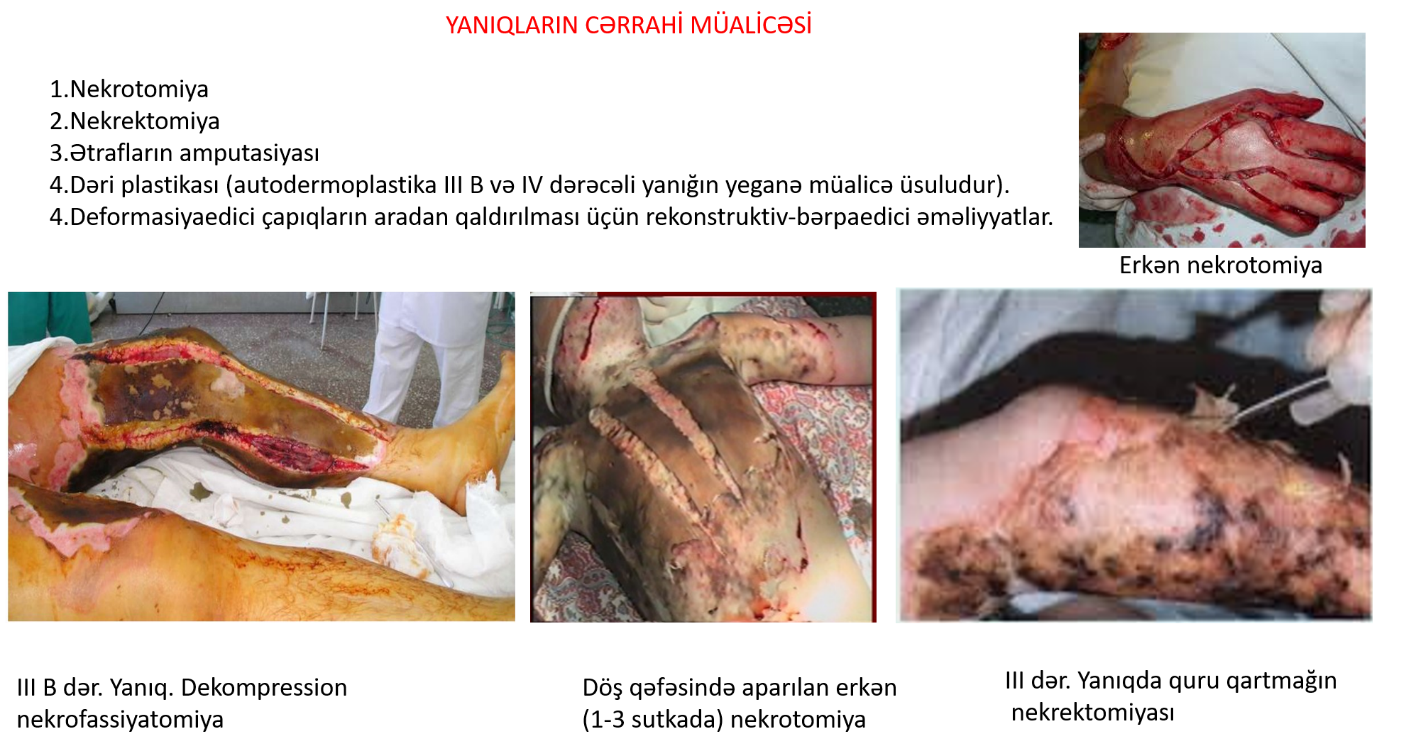 YANIQLARIN CƏRRAHİ MÜALİCƏSİ
1.Nekrotomiya
2.Nekrektomiya
3.Ətrafların amputasiyası
4.Dəri plastikası (autodermoplastika III B və IV dərəcəli yanığın yeganə müalicə üsuludur).
4.Deformasiyaedici çapıqların aradan qaldırılması üçün rekonstruktiv-bərpaedici əməliyyatlar.
Erkən nekrotomiya
III B dər. Yanıq. Dekompression
nekrofassiyatomiya
Döş qəfəsində aparılan erkən
(1-3 sutkada) nekrotomiya
III dər. Yanıqda quru qartmağın
nekrektomiyası